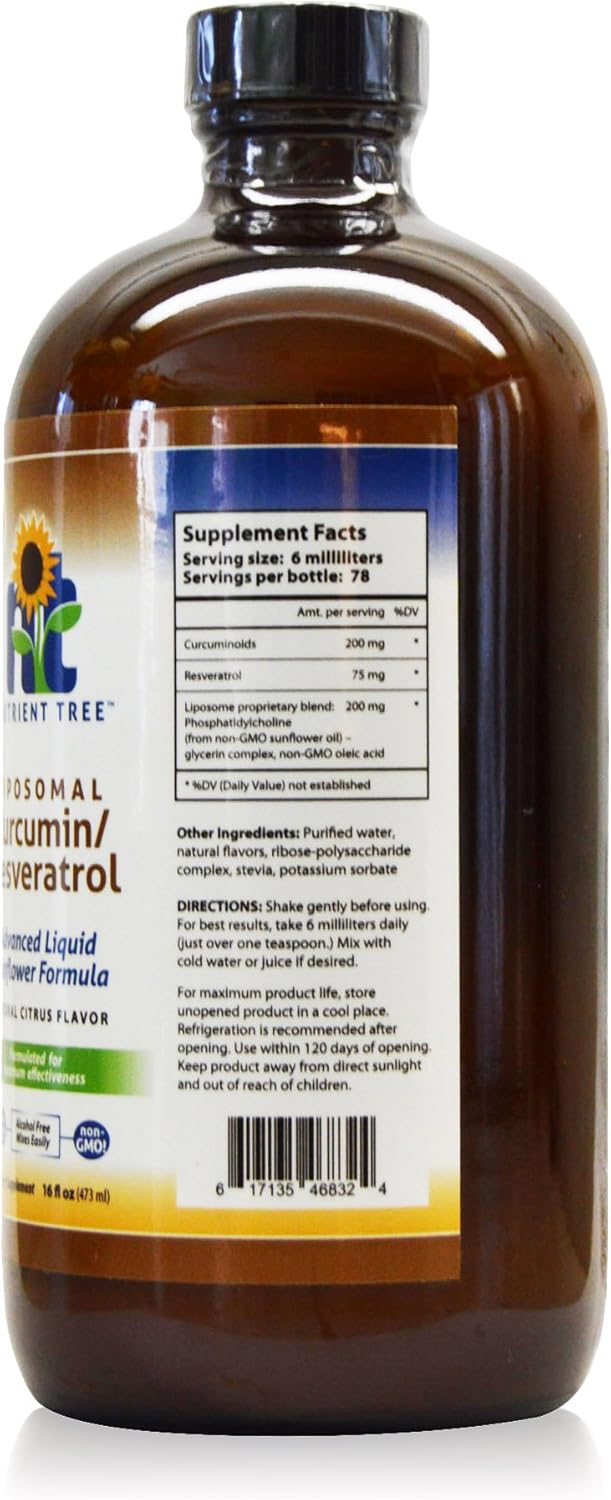 TRIENT TREE™
POSOMAL
urcumin/
sveratrol
dvanced Liquid
flower Formula
CITRUS FLAVOR
Formulated for
effectiveness
Alcohol Free
Mixes Easily
non-
GMO!
16 fl oz (473 ml)
Supplement Facts
Serving size: 6 milliliters
Servings per bottle: 78
Amt. per serving %DV
Curcuminoids 200 mg *
Resveratrol 75 mg *
Liposome proprietary blend: 200 mg *
Phosphatidylcholine
(from non-GMO sunflower oil) –
glycerin complex, non-GMO oleic acid
* %DV (Daily Value) not established
Other Ingredients: Purified water,
natural flavors, ribose-polysaccharide
complex, stevia, potassium sorbate
DIRECTIONS: Shake gently before using.
For best results, take 6 milliliters daily
(just over one teaspoon.) Mix with
cold water or juice if desired.
For maximum product life, store
unopened product in a cool place.
Refrigeration is recommended after
opening. Use within 120 days of opening.
Keep product away from direct sunlight
and out of reach of children.
6 17135 46832 4